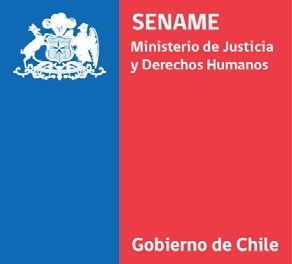 SENAME
Ministerio de Justicia
y Derechos Humanos
Gobierno de Chile